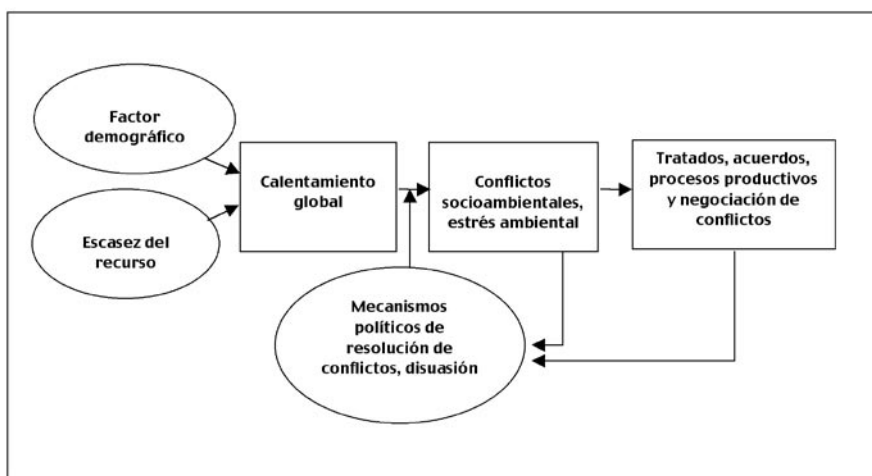 Factor
demográfico
Escasez del
recurso
Calentamiento
global
Conflictos
socioambientales,
estrés ambiental
Tratados, acuerdos,
procesos productivos
y negociación de
conflictos
Mecanismos
políticos de
resolución de
conflictos, disuasión